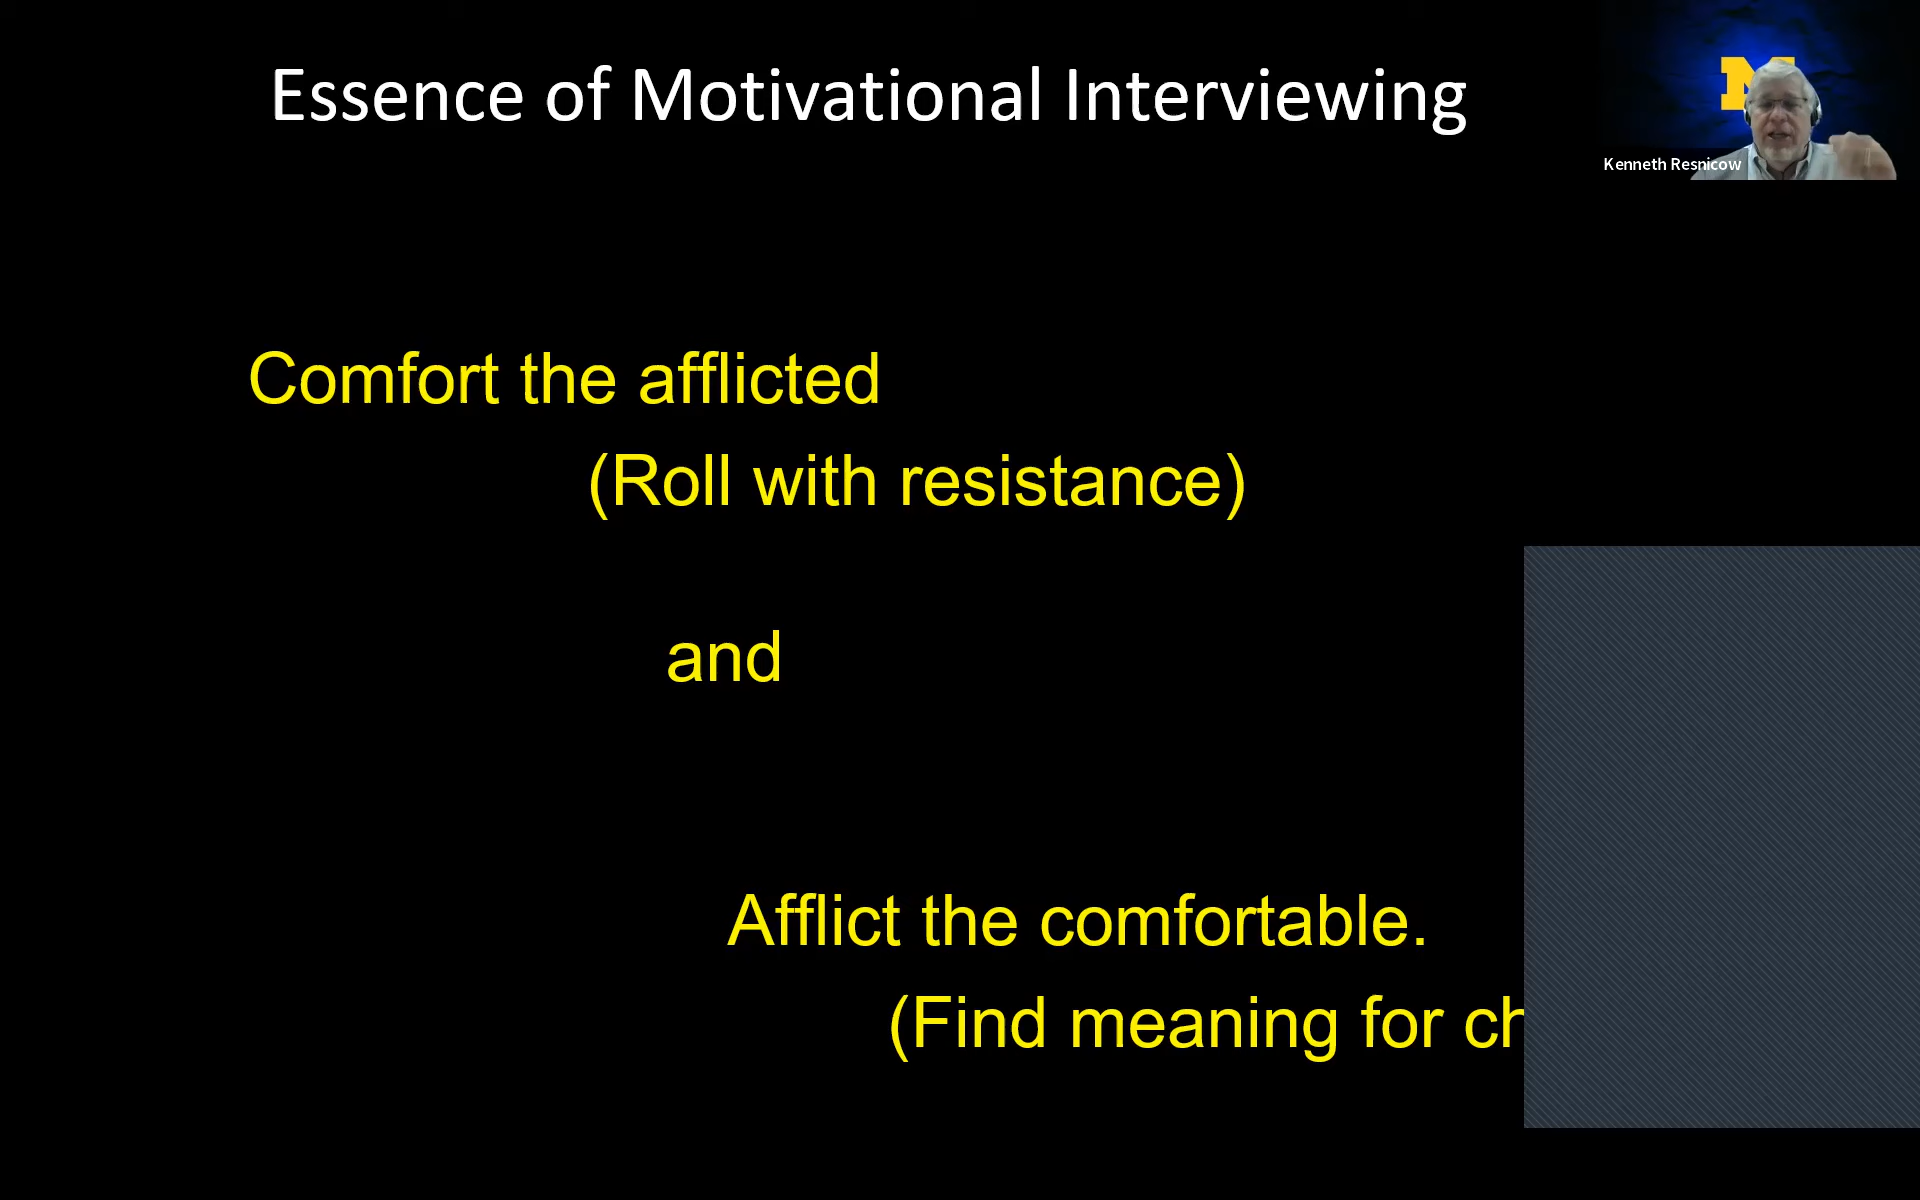 Essence of Motivational Interviewing
M
Kenneth Resnicow
Comfort the afflicted
(Roll with resistance)
and
Afflict the comfortable.
(Find meaning for